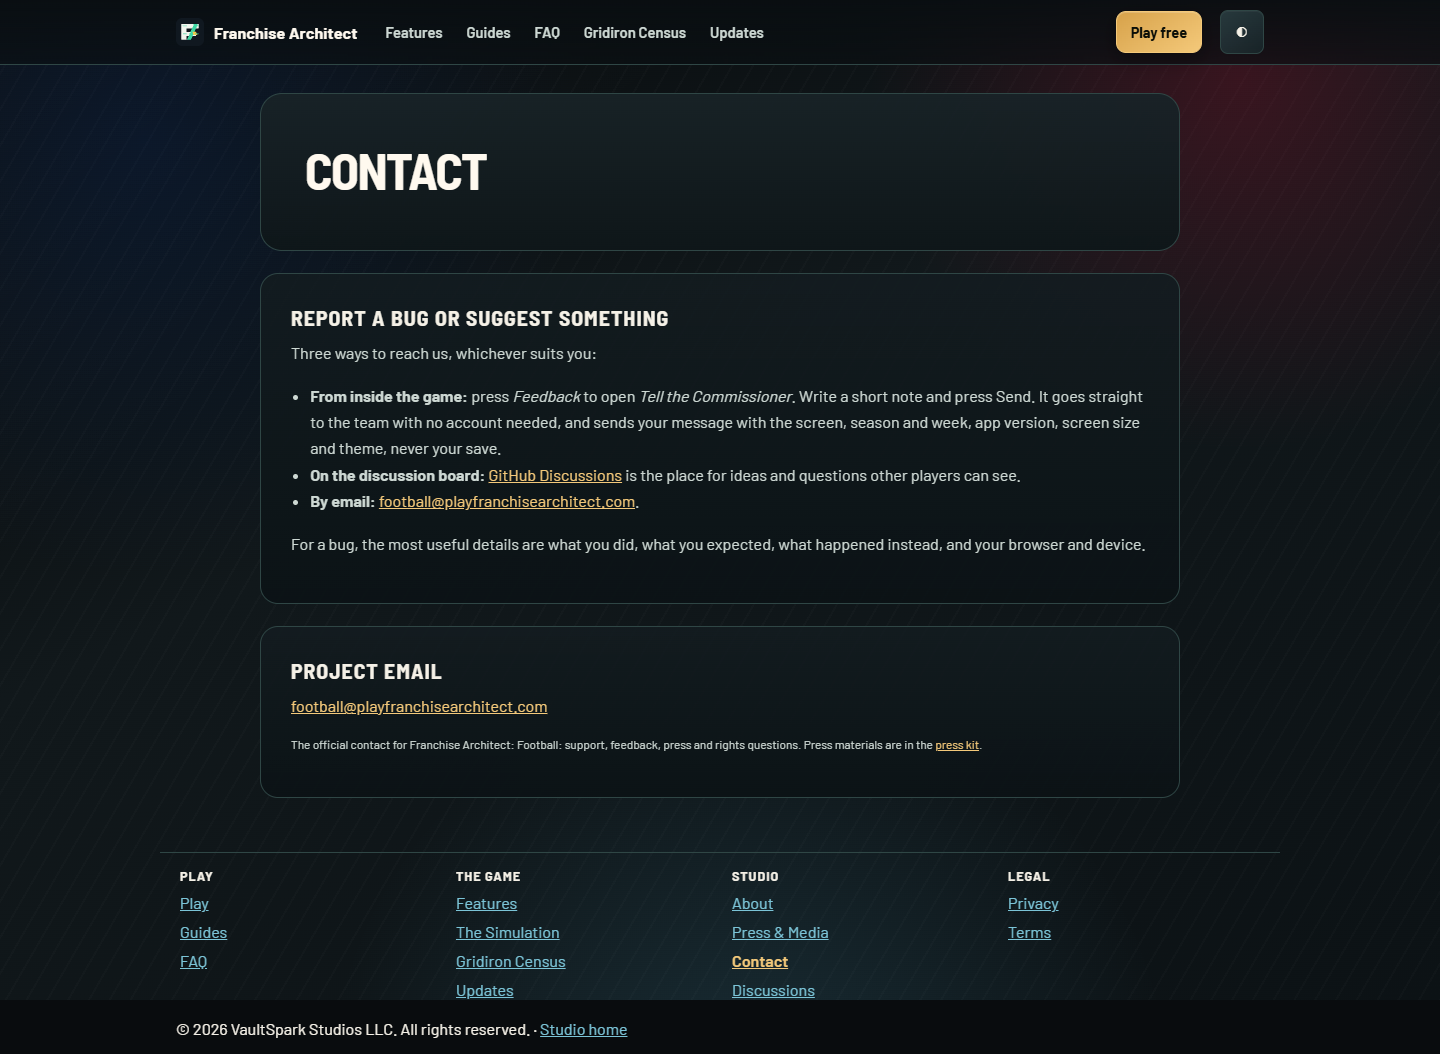 Franchise Architect
Features
Guides
FAQ
Gridiron Census
Updates
Play free
CONTACT
REPORT A BUG OR SUGGEST SOMETHING
Three ways to reach us, whichever suits you:
• From inside the game: press Feedback to open Tell the Commissioner. Write a short note and press Send. It goes straight
to the team with no account needed, and sends your message with the screen, season and week, app version, screen size
and theme, never your save.
• On the discussion board: GitHub Discussions is the place for ideas and questions other players can see.
• By email: football@playfranchisearchitect.com.
For a bug, the most useful details are what you did, what you expected, what happened instead, and your browser and device.
PROJECT EMAIL
football@playfranchisearchitect.com
The official contact for Franchise Architect: Football: support, feedback, press and rights questions. Press materials are in the press kit.
PLAY
Play
Guides
FAQ
THE GAME
Features
The Simulation
Gridiron Census
Updates
STUDIO
About
Press & Media
Contact
Discussions
LEGAL
Privacy
Terms
© 2026 VaultSpark Studios LLC. All rights reserved. · Studio home